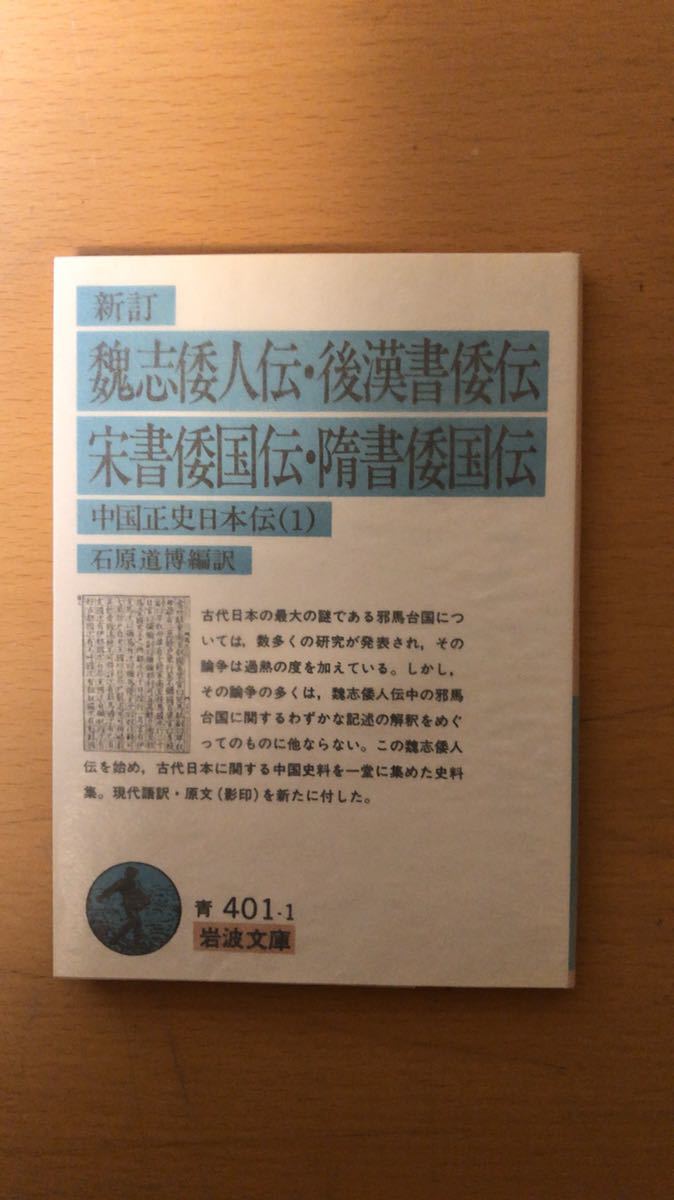 新訂
魏志倭人伝・後漢書倭伝
宋書倭国伝・隋書倭国伝
中国正史日本伝(1)
石原道博編訳
古代日本の最大の謎である邪馬台国につ
いては，数多くの研究が発表され，その
論争は過熱の度を加えている。しかし，
その論争の多くは，魏志倭人伝中の邪馬
台国に関するわずかな記述の解釈をめぐ
ってのものに他ならない。この魏志倭人
伝を始め，古代日本に関する中国史料を一堂に集めた史料
集。現代語訳・原文(影印)を新たに付した。
青 401-1
岩波文庫